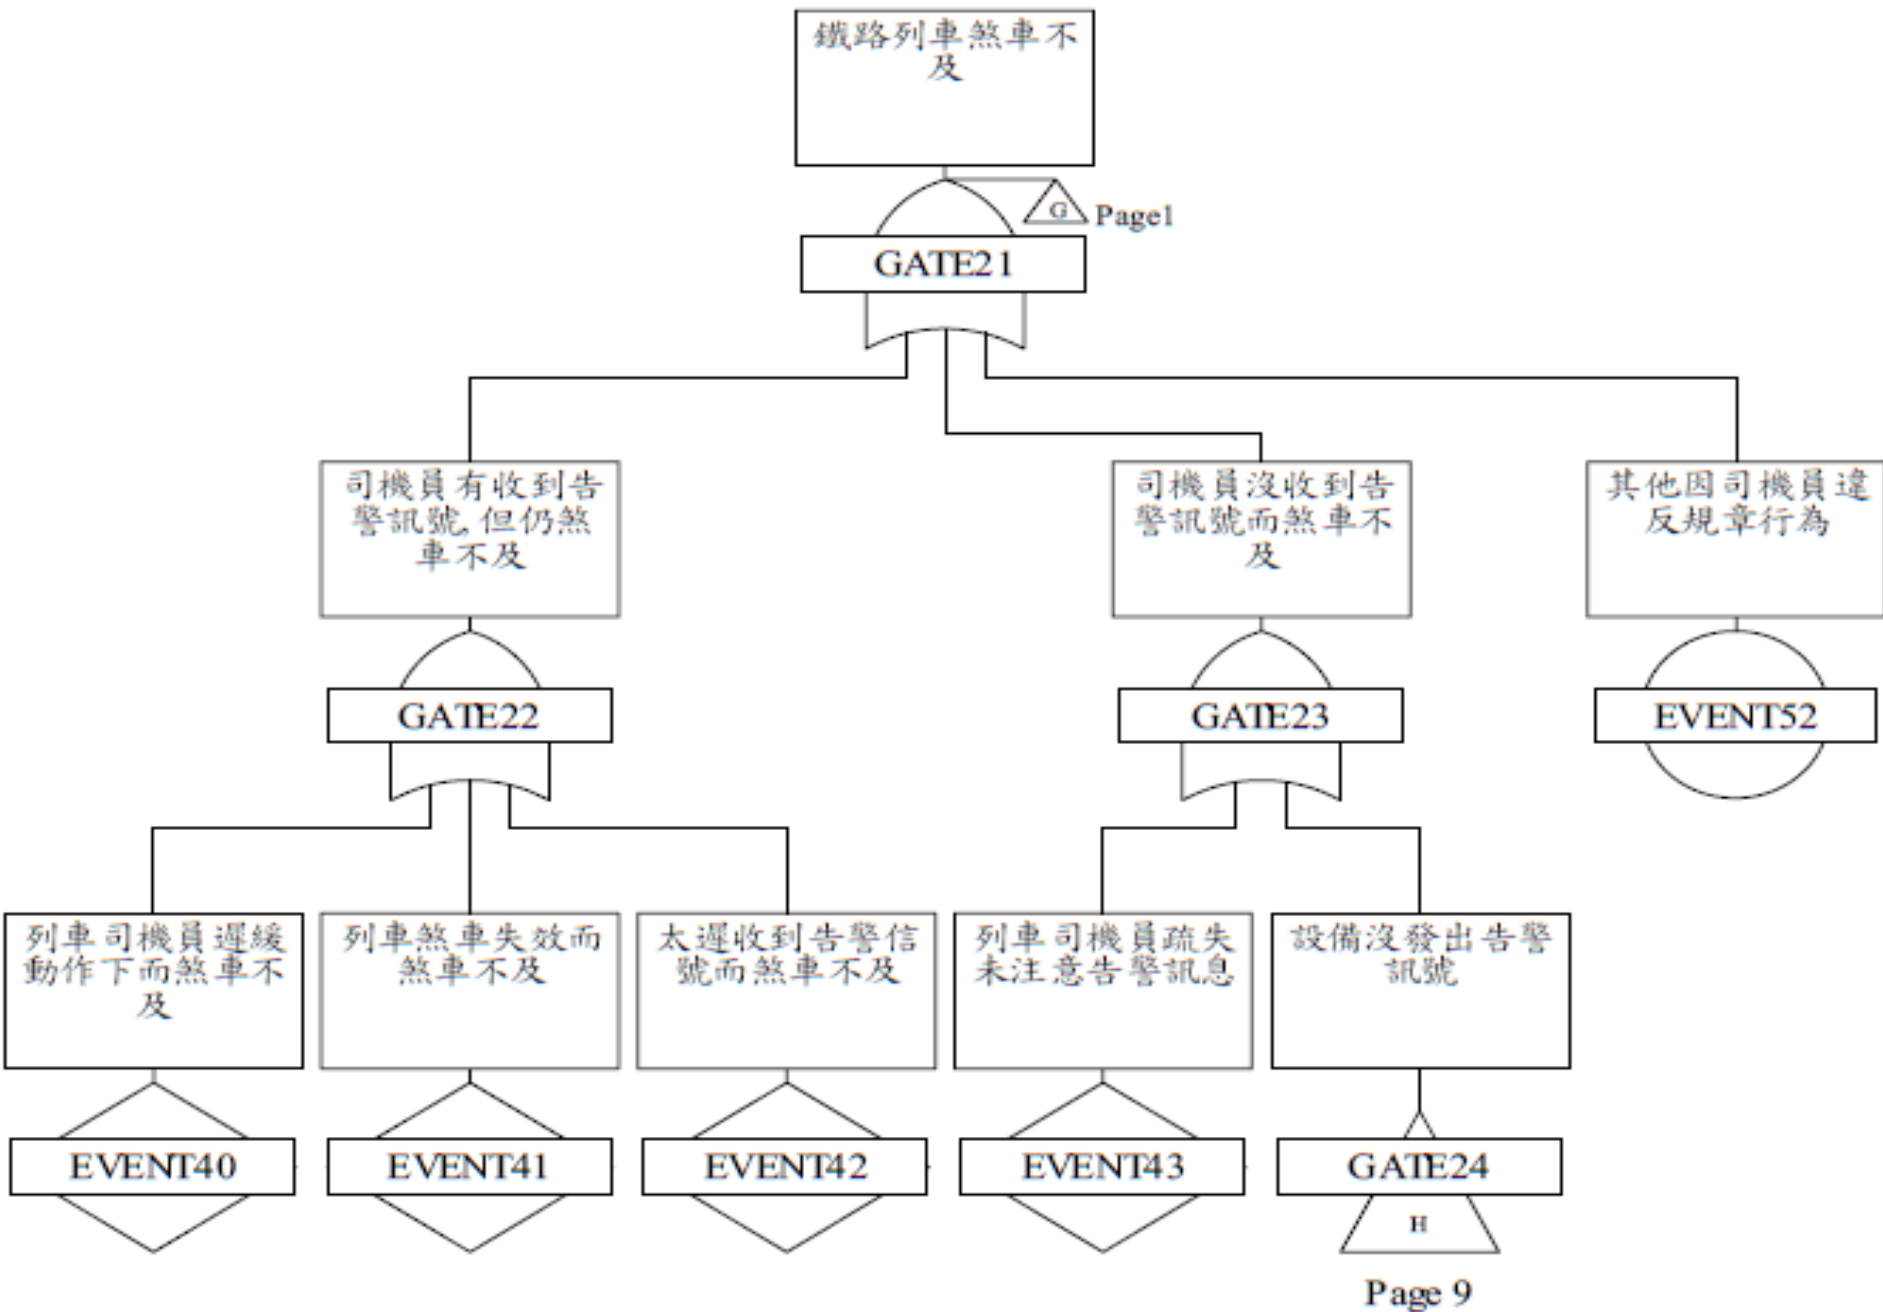 鐵路列車煞車不
及
G
Page1
GATE21
司機員有收到告
警訊號,但仍煞
車不及
GATE22
司機員沒收到告
警訊號而煞車不
及
GATE23
其他因司機員違
反規章行為
EVENT52
列車司機員遲緩
動作下而煞車不
及
EVENT40
列車煞車失效而
煞車不及
EVENT41
太遲收到告警信
號而煞車不及
EVENT42
列車司機員疏失
未注意告警訊息
EVENT43
設備沒發出告警
訊號
GATE24
H
Page 9